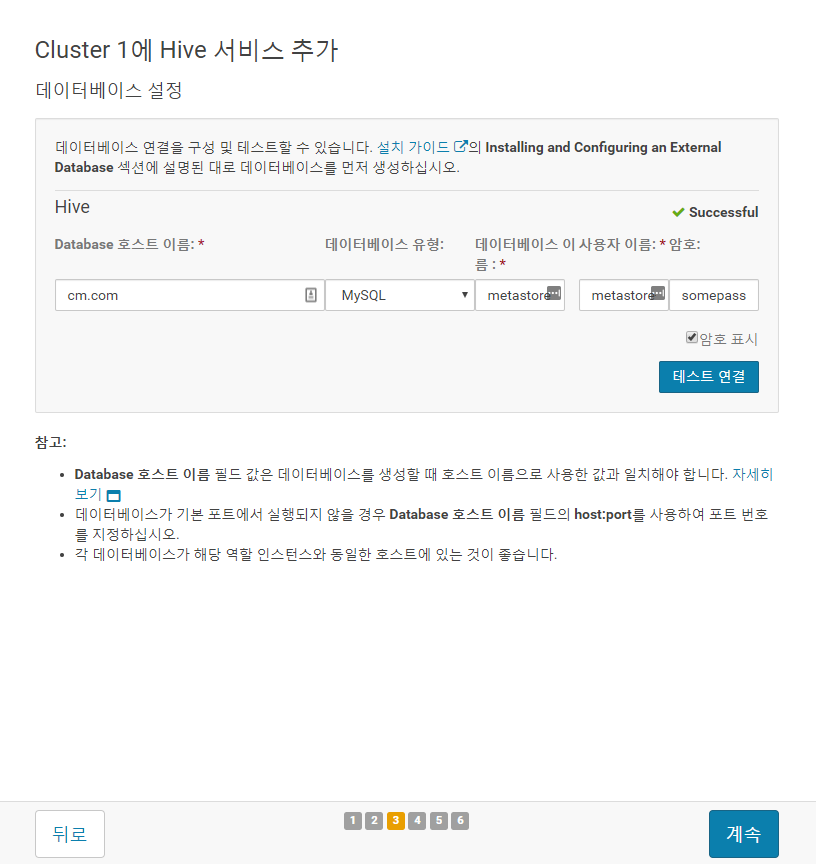 Cluster 1에 Hive 서비스 추가
데이터베이스 설정
데이터베이스 연결을 구성 및 테스트할 수 있습니다. 설치 가이드 의 Installing and Configuring an External
Database 섹션에 설명된 대로 데이터베이스를 먼저 생성하십시오.
Hive
Successful
Database 호스트 이름: * 데이터베이스 유형: 데이터베이스 이 사용자 이름: * 암호:
름 : *
cm.com MySQL metastore metastore somepass
암호 표시
테스트 연결
참고:
• Database 호스트 이름 필드 값은 데이터베이스를 생성할 때 호스트 이름으로 사용한 값과 일치해야 합니다. 자세히
보기
• 데이터베이스가 기본 포트에서 실행되지 않을 경우 Database 호스트 이름 필드의 host:port를 사용하여 포트 번호
를 지정하십시오.
• 각 데이터베이스가 해당 역할 인스턴스와 동일한 호스트에 있는 것이 좋습니다.
뒤로 1 2 3 4 5 6 계속